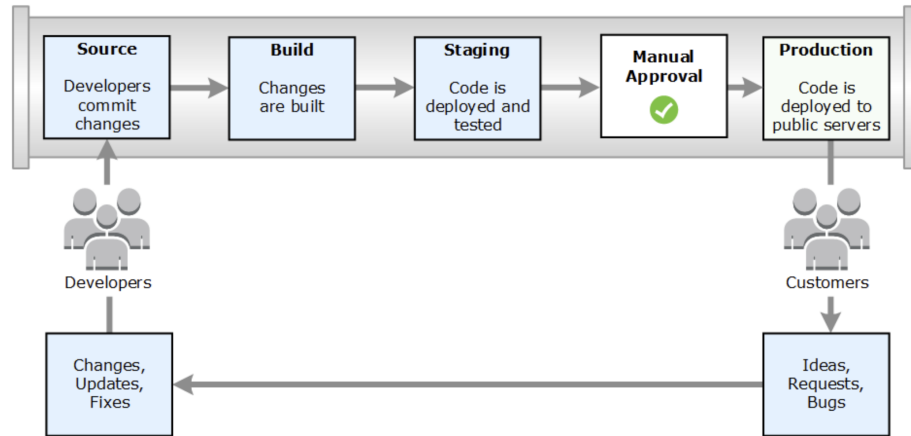 Source
Developers
commit
changes
Build
Changes
are built
Staging
Code is
deployed and
tested
Manual
Approval
Production
Code is
deployed to
public servers
Developers
Customers
Changes,
Updates,
Fixes
Ideas,
Requests,
Bugs